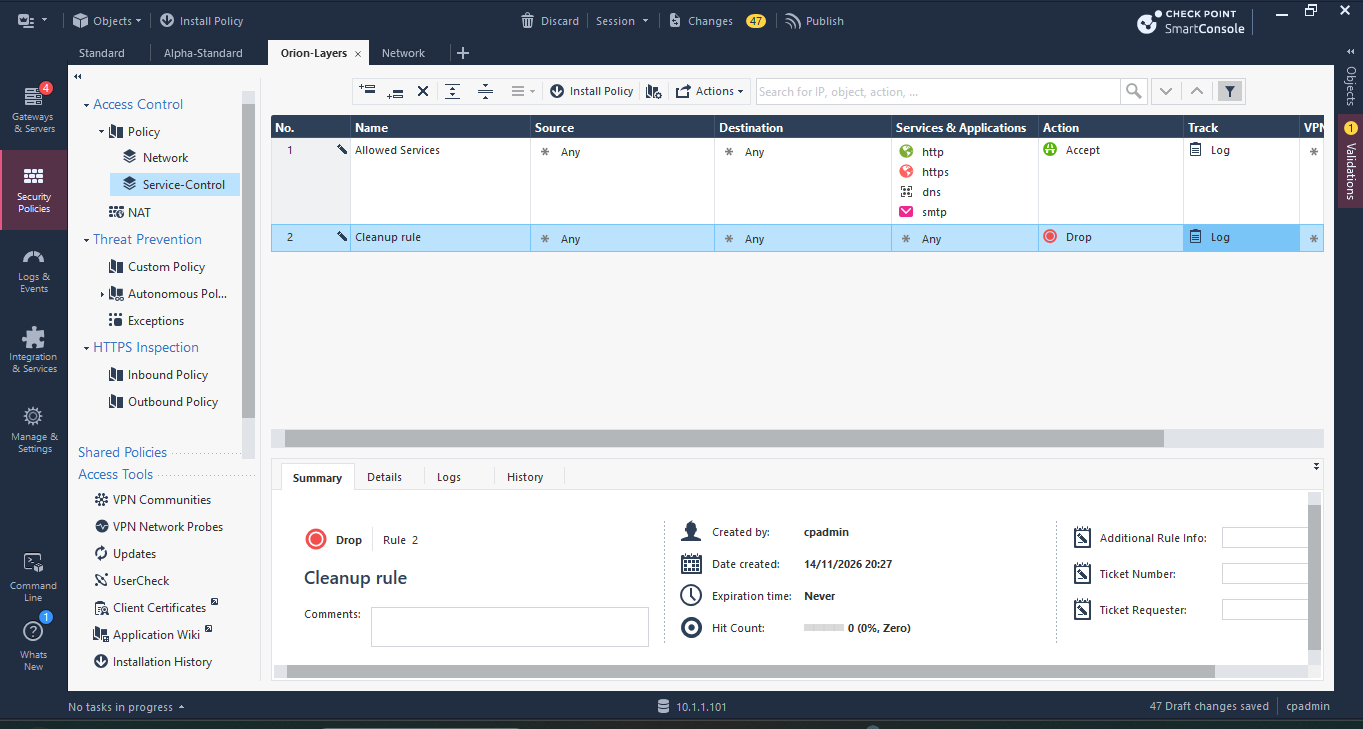 Objects
Install Policy
Discard
Session
Changes
47
Publish
CHECK POINT
SmartConsole
Standard
Alpha-Standard
Orion-Layers
Network
4
Gateways
& Servers
Security
Policies
Logs &
Events
Integration
& Services
Manage &
Settings
Command
Line
1
Whats
New
Access Control
Policy
Network
Service-Control
NAT
Threat Prevention
Custom Policy
Autonomous Pol...
Exceptions
HTTPS Inspection
Inbound Policy
Outbound Policy
Shared Policies
Access Tools
VPN Communities
VPN Network Probes
Updates
UserCheck
Client Certificates
Application Wiki
Installation History
Install Policy
Actions
Search for IP, object, action, ...
No. Name Source Destination Services & Applications Action Track VPN
1 Allowed Services * Any * Any http Accept Log *
https
dns
smtp
2 Cleanup rule * Any * Any * Any Drop Log *
Summary Details Logs History
Drop Rule 2
Cleanup rule
Comments:
Created by: cpadmin
Date created: 14/11/2026 20:27
Expiration time: Never
Hit Count: 0 (0%, Zero)
Additional Rule Info:
Ticket Number:
Ticket Requester:
Objects
1
Validations
No tasks in progress
10.1.1.101
47 Draft changes saved
cpadmin